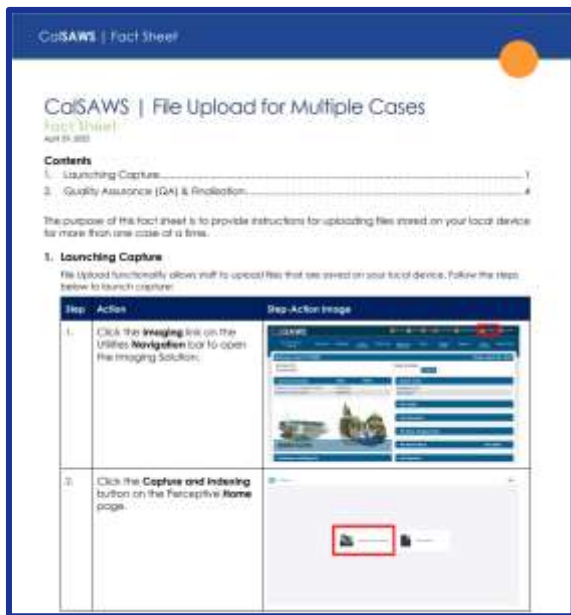 CalSAWS | Fact Sheet
CalSAWS | File Upload for Multiple Cases
Fact Sheet
Contents
1. Launching Capture 1
2. Quality Assurance (QA) & Finalization 4
The purpose of this fact sheet is to provide instructions for uploading files stored on your local device
for more than one case at a time.
1. Launching Capture
File Upload functionality allows staff to upload files that are saved on your local device. Follow the steps
below to launch capture:
Step Action Step-Action Image
1. Click the Imaging link on the
Utilities Navigation bar to open
the Imaging Solution.
CalSAWS
2. Click the Capture and Indexing
button on the Perceptive Home
page.